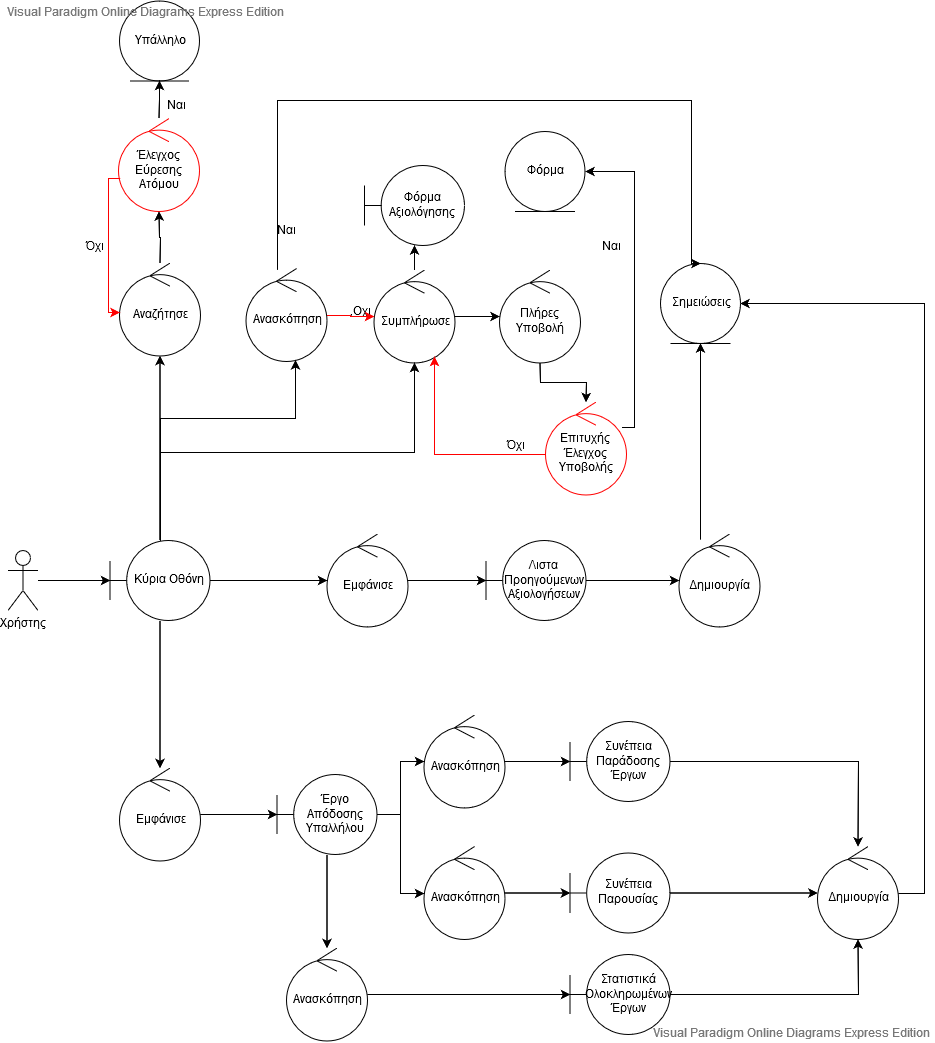 Visual Paradigm Online Diagrams Express Edition
Υπάλληλο
Ναι
Έλεγχος
Εύρεσης
Ατόμου
Όχι
Αναζήτησε
Φόρμα
Αξιολόγησης
Φόρμα
Ναι
Ναι
Ανασκόπηση
Οχι
Συμπλήρωσε
Πλήρες
Υποβολή
Σημειώσεις
Επιτυχής
Έλεγχος
Υποβολής
Όχι
Χρήστης
Κύρια Οθόνη
Εμφάνισε
Λιστα
Προηγούμενων
Αξιολογήσεων
Δημιουργία
Εμφάνισε
Έργο
Απόδοσης
Υπαλλήλου
Ανασκόπηση
Συνέπεια
Παράδοσης
Έργων
Ανασκόπηση
Συνέπεια
Παρουσίας
Δημιουργία
Ανασκόπηση
Στατιστικά
Ολοκληρωμένων
Έργων
Visual Paradigm Online Diagrams Express Edition